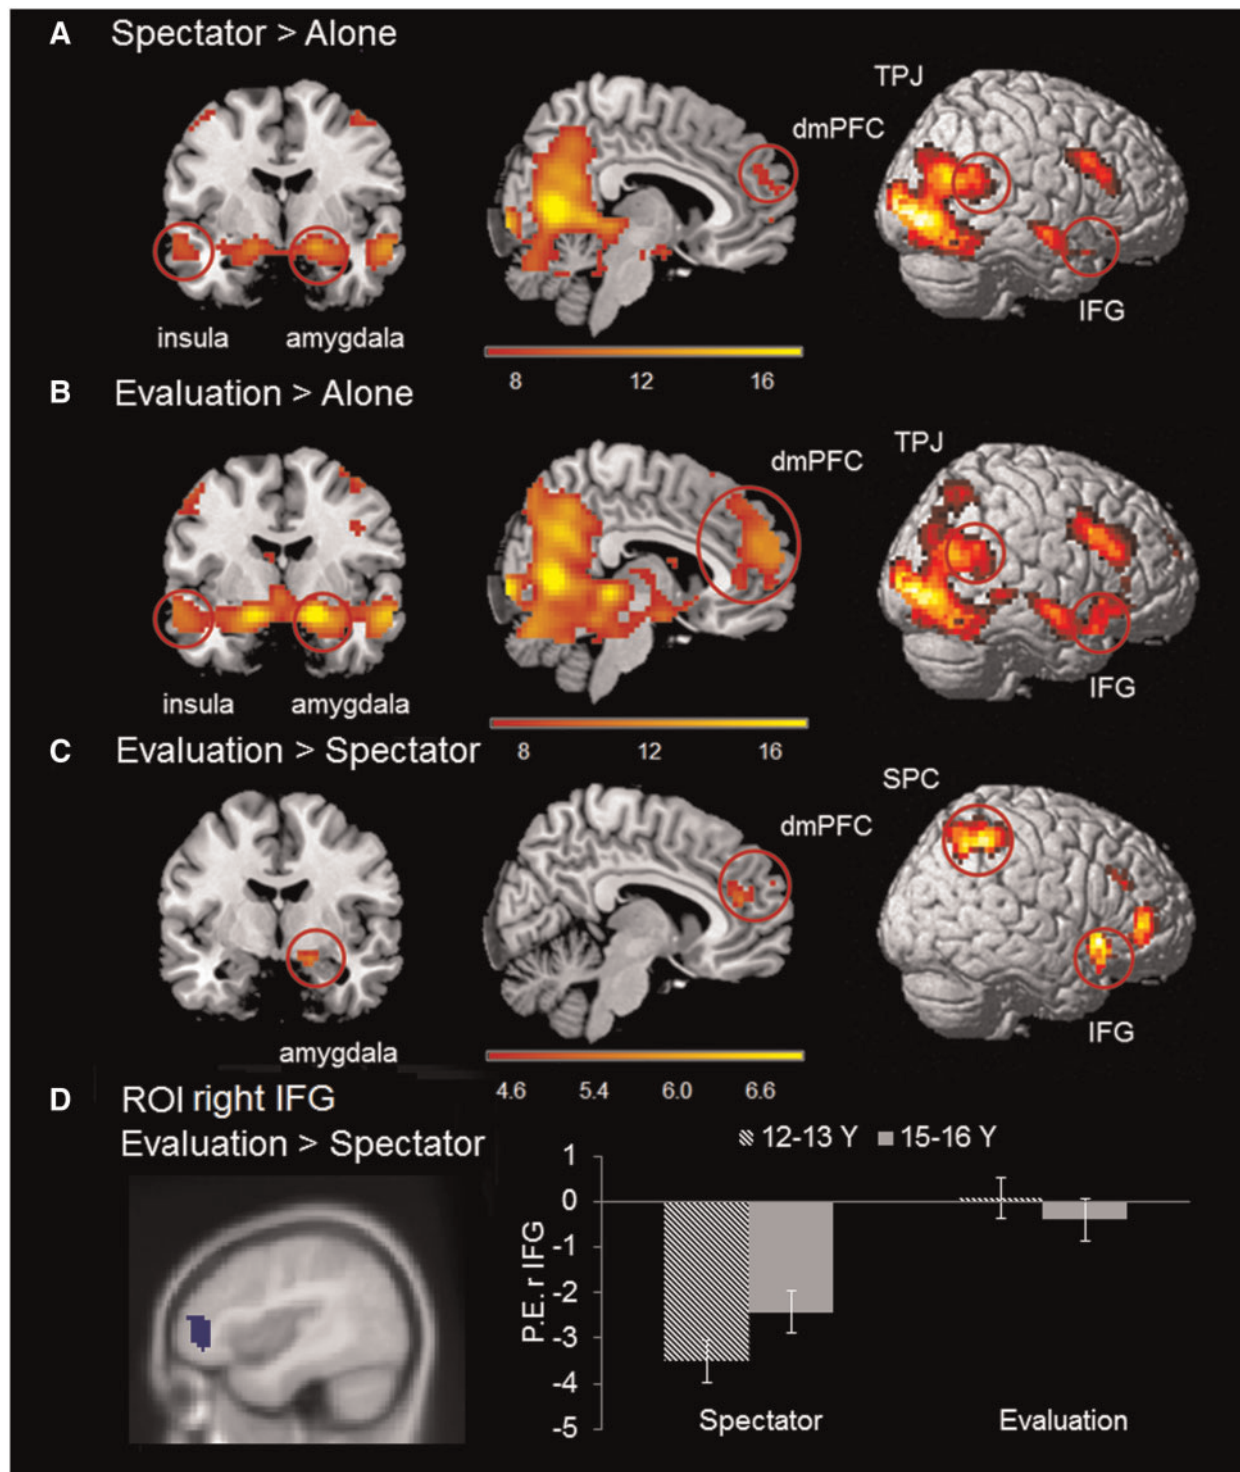 A Spectator > Alone
TPJ
dmPFC
insula amygdala
IFG
8 12 16
B Evaluation > Alone
TPJ
dmPFC
insula amygdala
IFG
8 12 16
C Evaluation > Spectator
SPC
dmPFC
amygdala
IFG
4.6 5.4 6.0 6.6
D ROI right IFG
Evaluation > Spectator
12-13 Y 15-16 Y
P.E. r IFG
1
0
-1
-2
-3
-4
-5
Spectator Evaluation